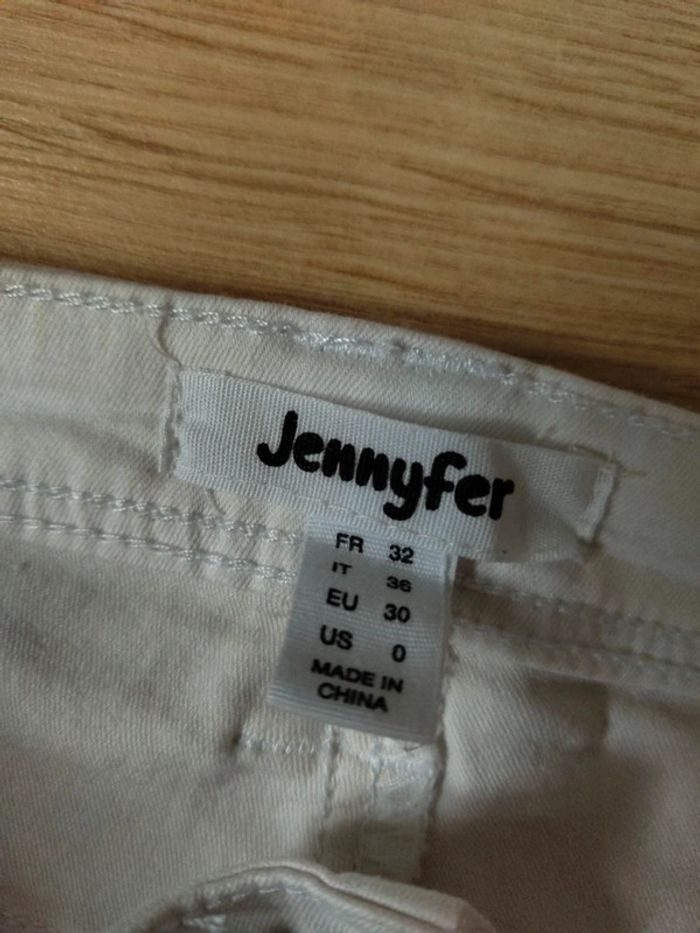 Jennyfer
FR 32
IT 36
EU 30
US 0
MADE IN
CHINA